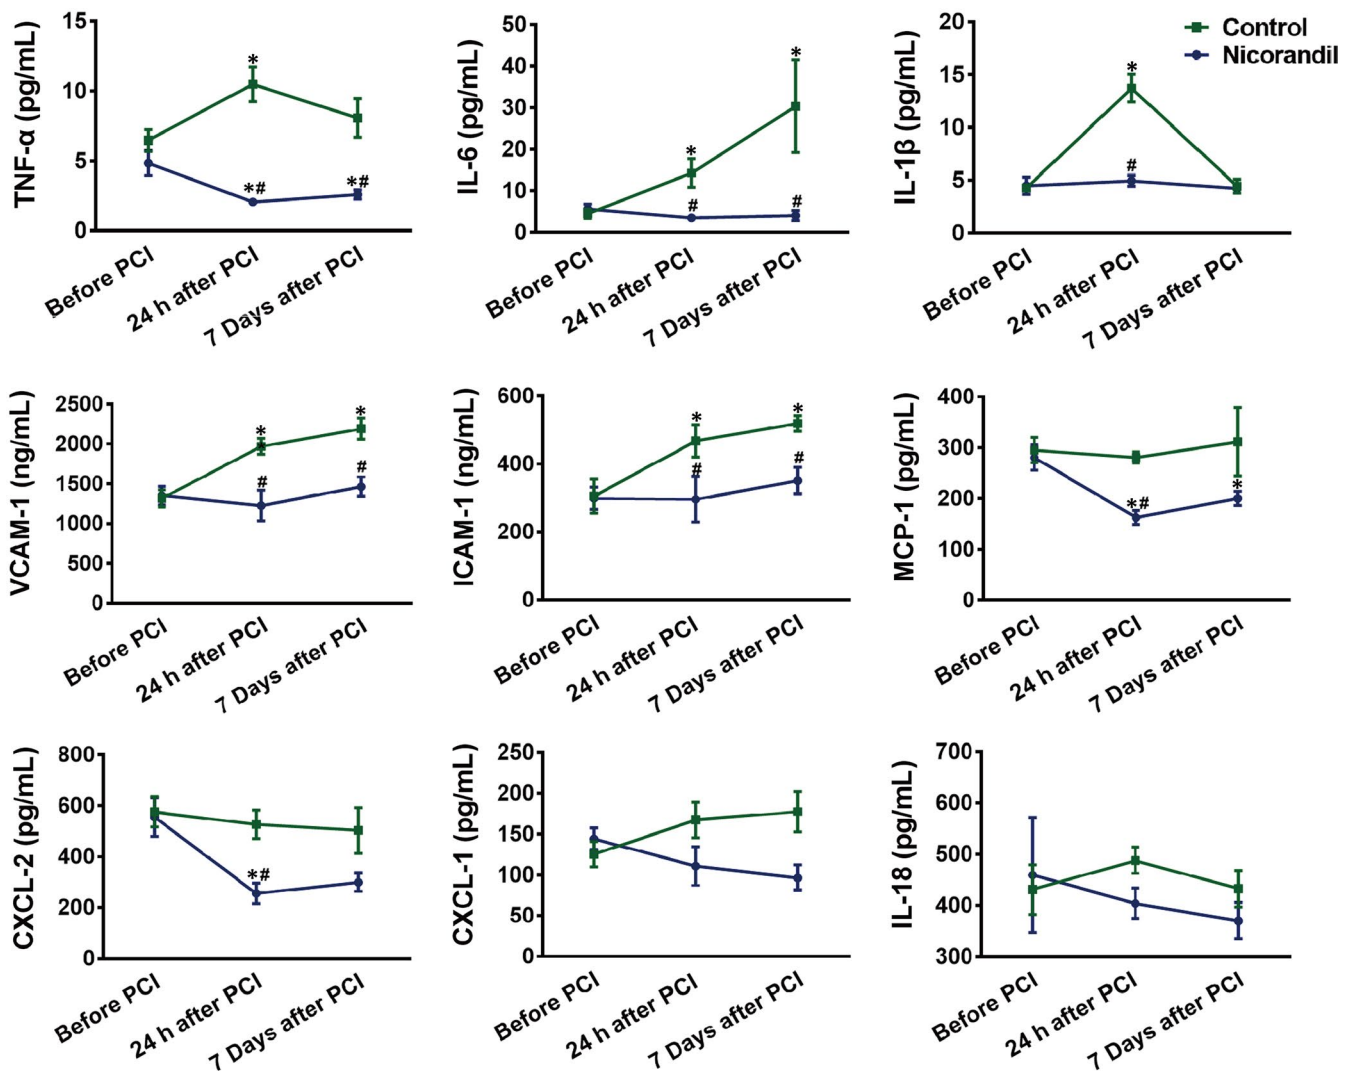 Control
Nicorandil
TNF-α (pg/mL)
15
10
5
0
*
*#
*#
Before PCI
24 h after PCI
7 Days after PCI
IL-6 (pg/mL)
50
40
30
20
10
0
*
*
#
#
Before PCI
24 h after PCI
7 Days after PCI
IL-1β (pg/mL)
20
15
10
5
0
*
#
Before PCI
24 h after PCI
7 Days after PCI
VCAM-1 (ng/mL)
2500
2000
1500
1000
500
0
*
*
#
#
Before PCI
24 h after PCI
7 Days after PCI
ICAM-1 (ng/mL)
600
400
200
0
*
*
#
#
Before PCI
24 h after PCI
7 Days after PCI
MCP-1 (pg/mL)
400
300
200
100
0
*#
*
Before PCI
24 h after PCI
7 Days after PCI
CXCL-2 (pg/mL)
800
600
400
200
0
*#
Before PCI
24 h after PCI
7 Days after PCI
CXCL-1 (pg/mL)
250
200
150
100
50
0
Before PCI
24 h after PCI
7 Days after PCI
IL-18 (pg/mL)
700
600
500
400
300
Before PCI
24 h after PCI
7 Days after PCI